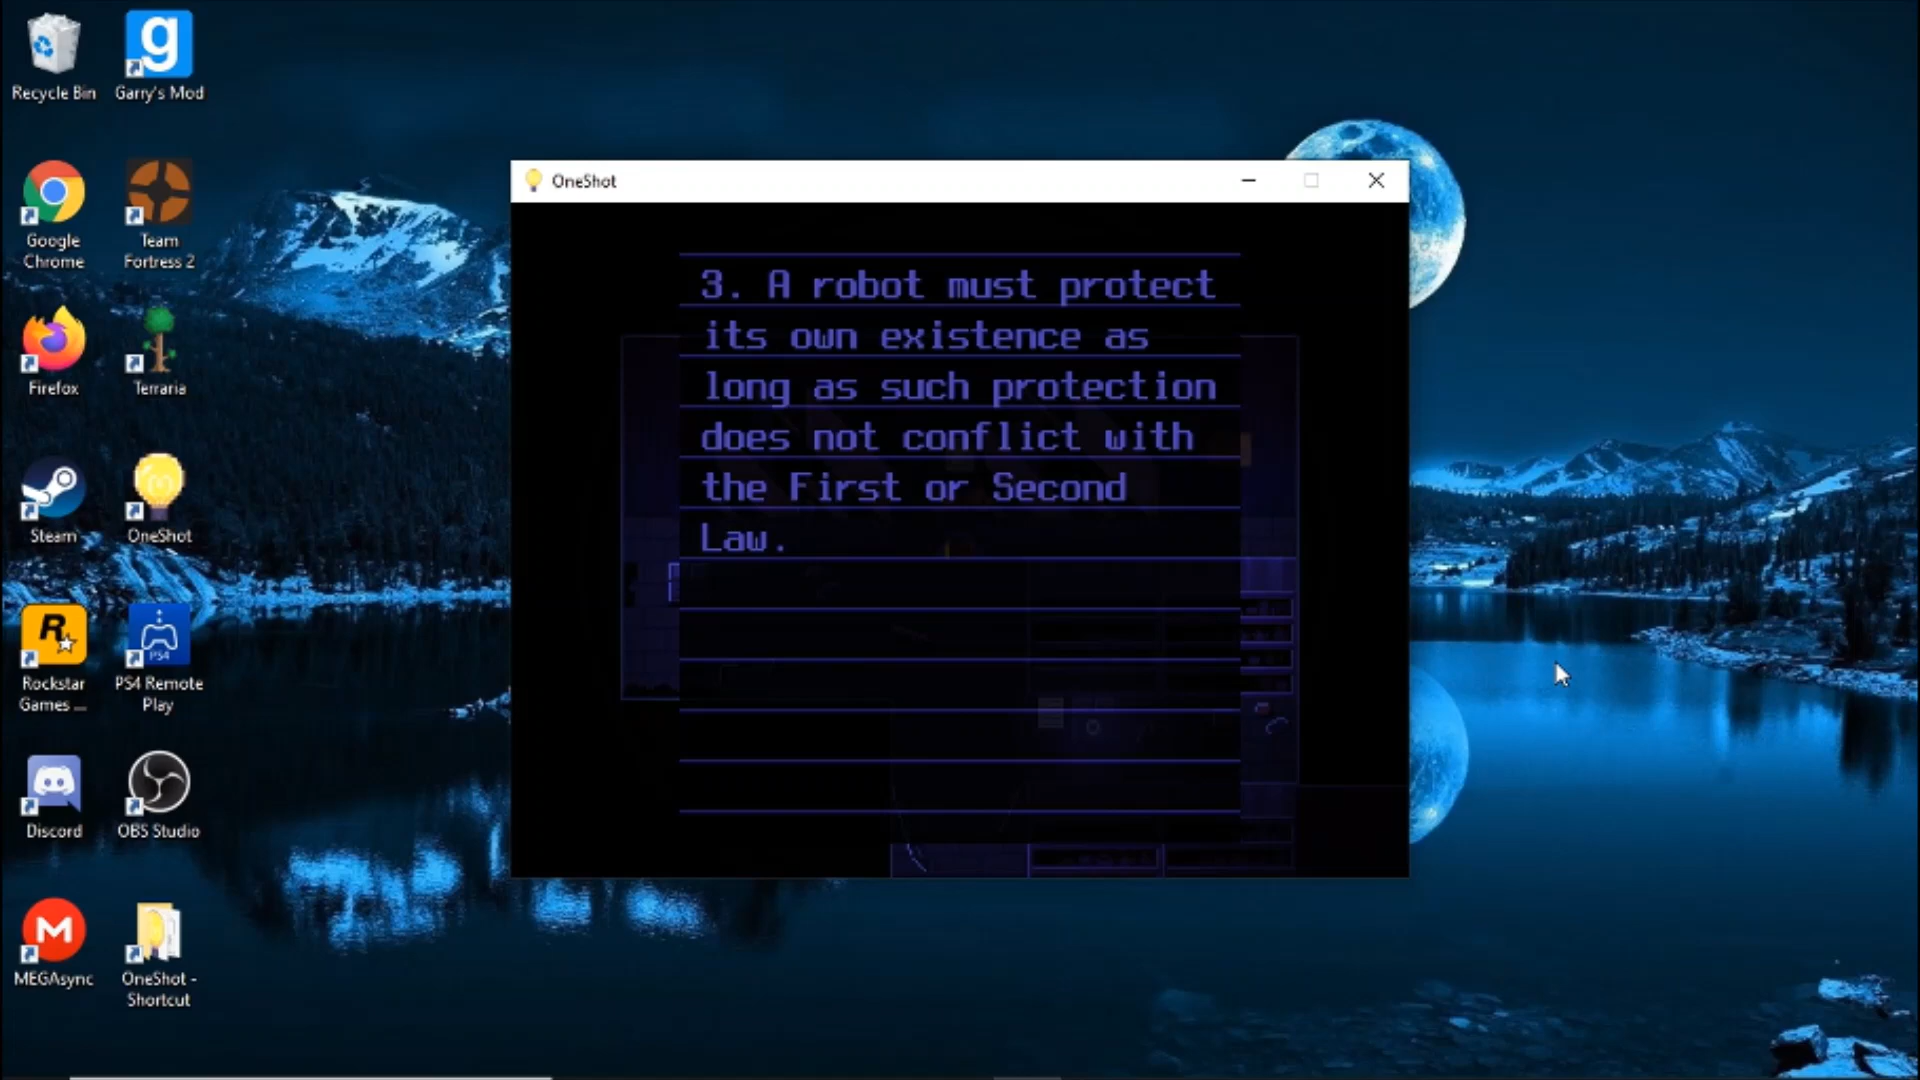 Recycle Bin
Garry's Mod
Google
Chrome
Team
Fortress 2
Firefox
Terraria
Steam
OneShot
Rockstar
Games ...
PS4 Remote
Play
PS4
Discord
OBS Studio
MEGAsync
OneShot -
Shortcut
OneShot
3. A robot must protect
its own existence as
long as such protection
does not conflict with
the First or Second
Law.